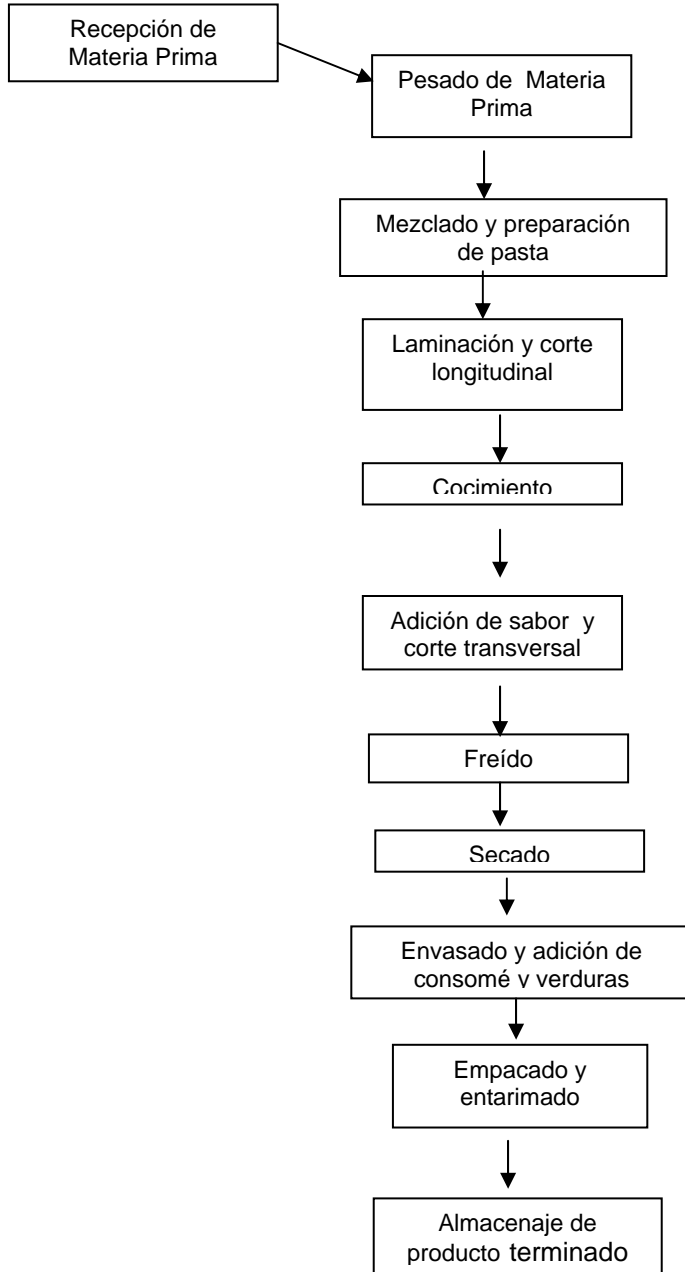 Recepción de
Materia Prima
Pesado de Materia
Prima
Mezclado y preparación
de pasta
Laminación y corte
longitudinal
Cocimiento
Adición de sabor y
corte transversal
Freído
Secado
Envasado y adición de
consomé y verduras
Empacado y
entarimado
Almacenaje de
producto terminado